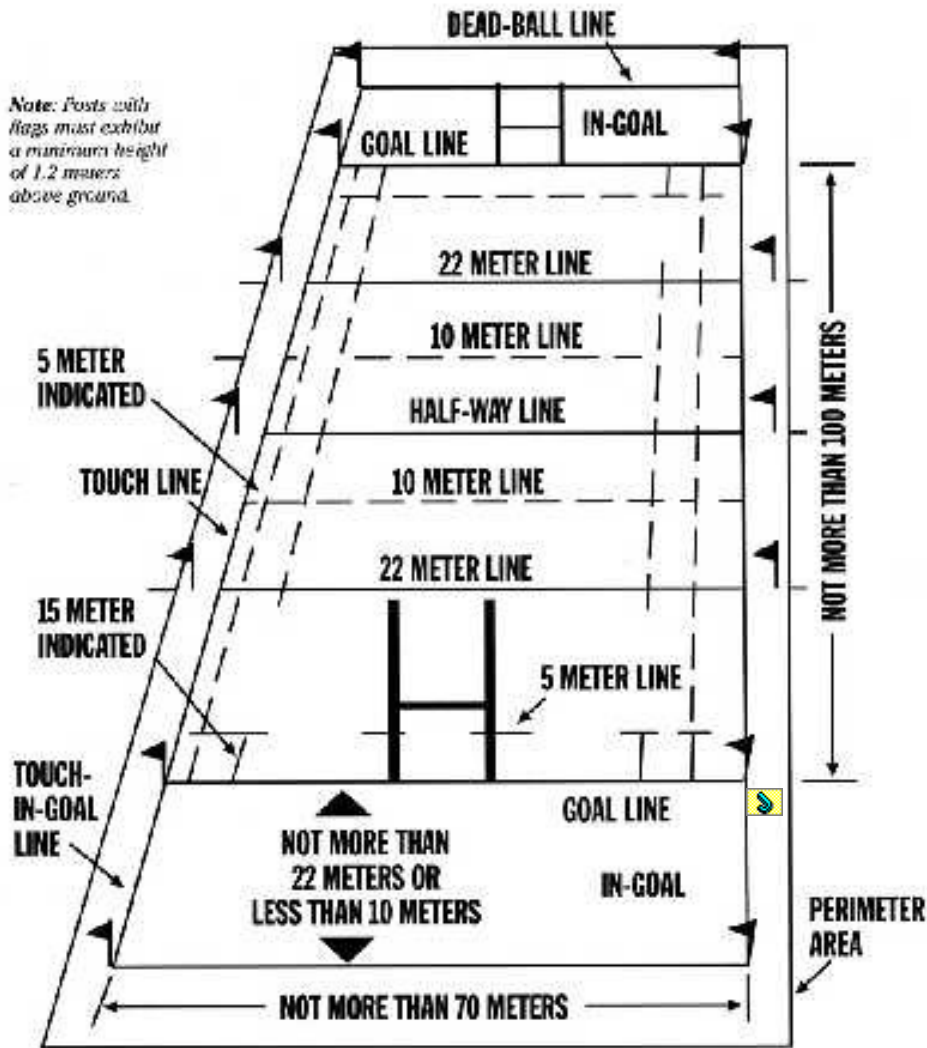 DEAD-BALL LINE
Note: Posts with
flags must exhibit
a minimum height
of 1.2 meters
above ground.
IN-GOAL
GOAL LINE
22 METER LINE
10 METER LINE
5 METER
INDICATED
HALF-WAY LINE
TOUCH LINE
10 METER LINE
NOT MORE THAN 100 METERS
22 METER LINE
15 METER
INDICATED
5 METER LINE
TOUCH-
IN-GOAL
LINE
GOAL LINE
NOT MORE THAN
22 METERS OR
LESS THAN 10 METERS
IN-GOAL
PERIMETER
AREA
NOT MORE THAN 70 METERS